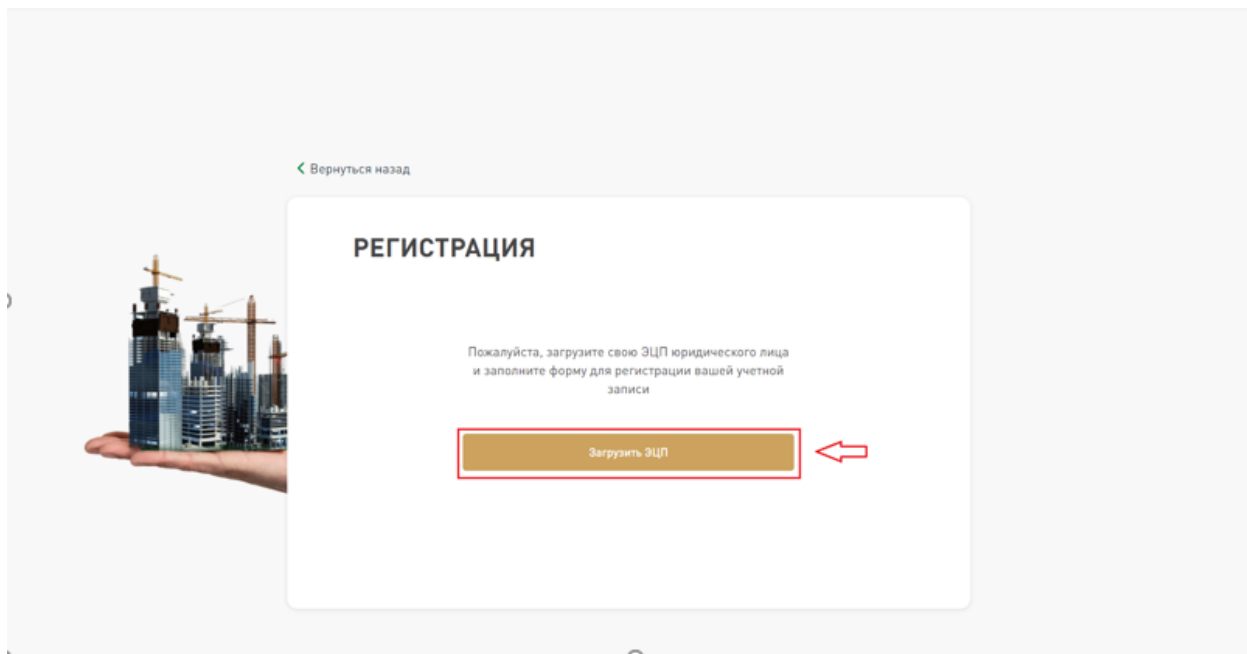 Вернуться назад
РЕГИСТРАЦИЯ
Пожалуйста, загрузите свою ЭЦП юридического лица
и заполните форму для регистрации вашей учетной
записи
Загрузить ЭЦП